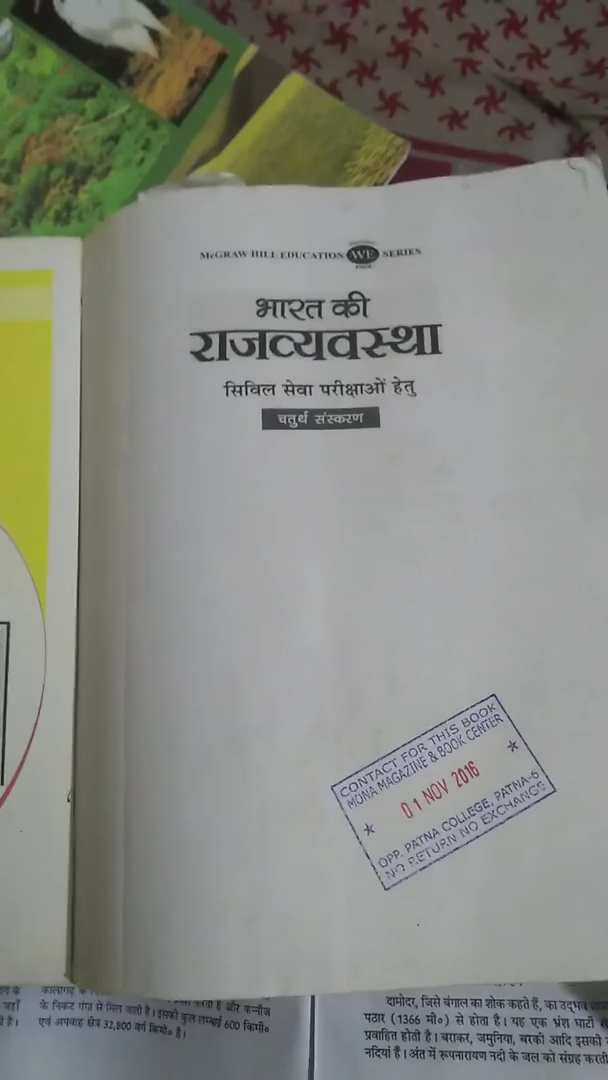 McGRAW HILL EDUCATION WE SERIES
भारत की
राजव्यवस्था
सिविल सेवा परीक्षाओं हेतु
चतुर्थ संस्करण
CONTACT FOR THIS BOOK
MONA MAGAZINE & BOOK CENTER
01 NOV 2016
OPP. PATNA COLLEGE, PATNA-6
NO RETURN NO EXCHANGE
के निकट गंगा से मिल जाती है। इसकी कुल लम्बाई 600 किमी०
एवं अपवाह क्षेत्र 32,800 वर्ग किमी० है।
दामोदर, जिसे बंगाल का शोक कहते हैं, का उद्भव
पठार (1366 मी०) से होता है। यह एक भ्रंश घाटी
प्रवाहित होती है। बराकर, जमुनिया, बरकी आदि इसकी
नदियाँ हैं। अंत में रूपनारायण नदी के जल को संग्रह करती